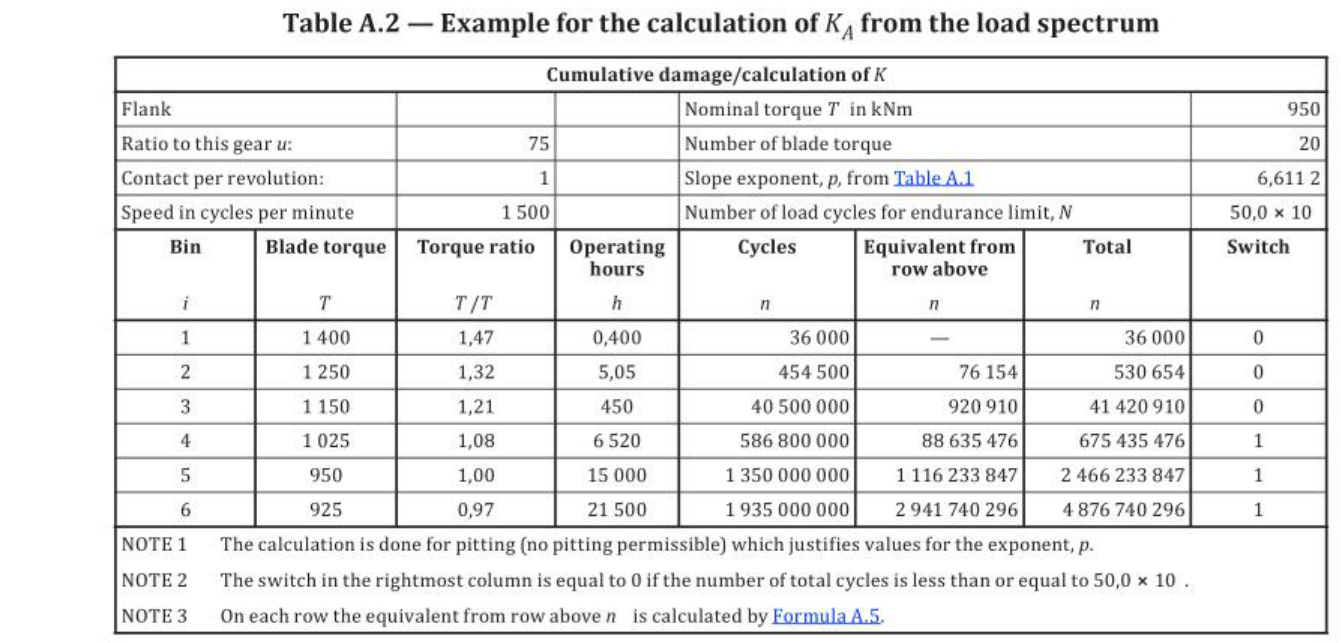 Table A.2 — Example for the calculation of K_A from the load spectrum
Cumulative damage/calculation of K
Flank Nominal torque T in kNm 950
Ratio to this gear u: 75 Number of blade torque 20
Contact per revolution: 1 Slope exponent, p, from Table A.1 6,611 2
Speed in cycles per minute 1 500 Number of load cycles for endurance limit, N 50,0 × 10
Bin Blade torque Torque ratio Operating hours Cycles Equivalent from row above Total Switch
i T T/T h n n n
1 1 400 1,47 0,400 36 000 — 36 000 0
2 1 250 1,32 5,05 454 500 76 154 530 654 0
3 1 150 1,21 450 40 500 000 920 910 41 420 910 0
4 1 025 1,08 6 520 586 800 000 88 635 476 675 435 476 1
5 950 1,00 15 000 1 350 000 000 1 116 233 847 2 466 233 847 1
6 925 0,97 21 500 1 935 000 000 2 941 740 296 4 876 740 296 1
NOTE 1 The calculation is done for pitting (no pitting permissible) which justifies values for the exponent, p.
NOTE 2 The switch in the rightmost column is equal to 0 if the number of total cycles is less than or equal to 50,0 × 10 .
NOTE 3 On each row the equivalent from row above n is calculated by Formula A.5.